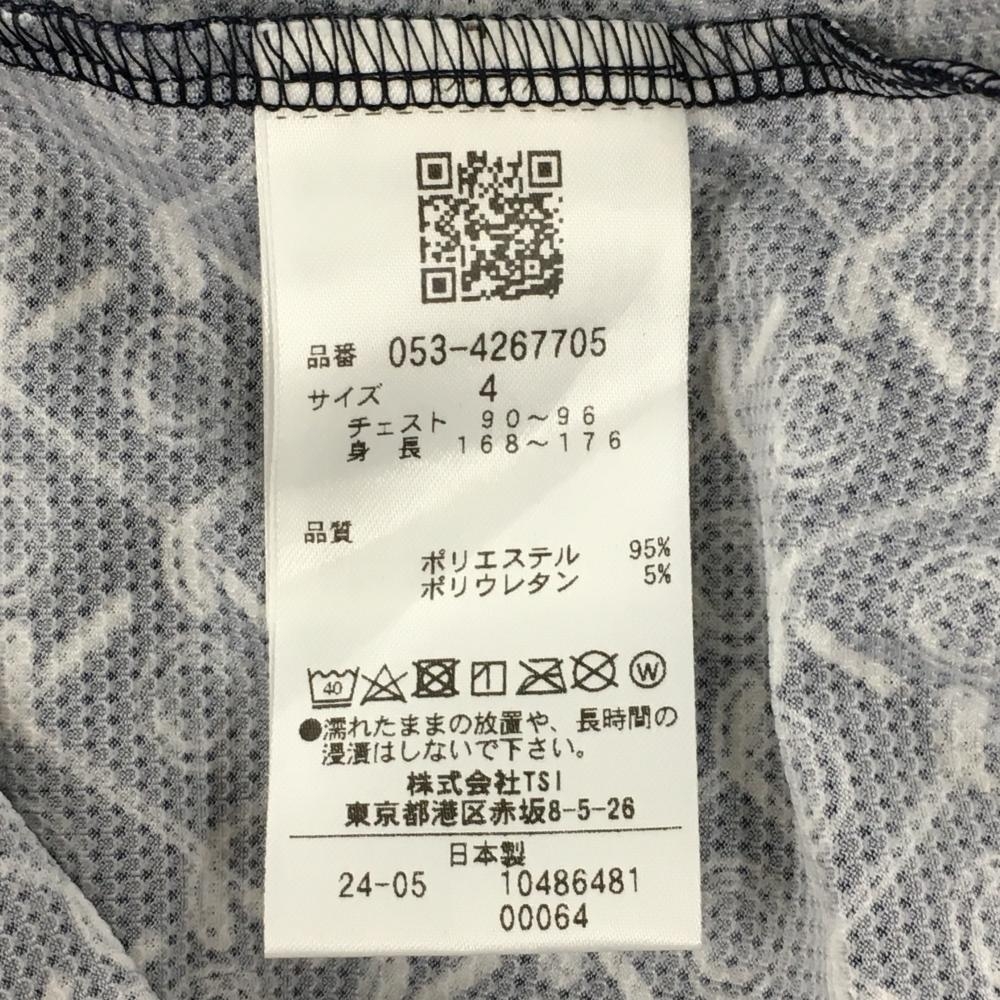 品番 053-4267705
サイズ 4
チェスト 90～96
身長 168～176
品質
ポリエステル 95%
ポリウレタン 5%
40 W
●濡れたままの放置や、長時間の
浸漬はしないで下さい。
株式会社TSI
東京都港区赤坂8-5-26
日本製
24-05 10486481
00064